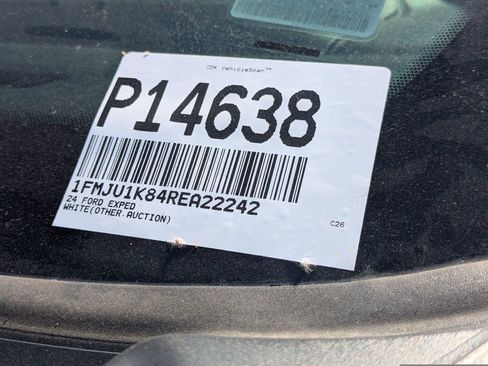 CDK VehicleScan™
P14638
1FMJU1K84REA22242
24 FORD EXPED
WHITE(OTHER.AUCTION)
C26